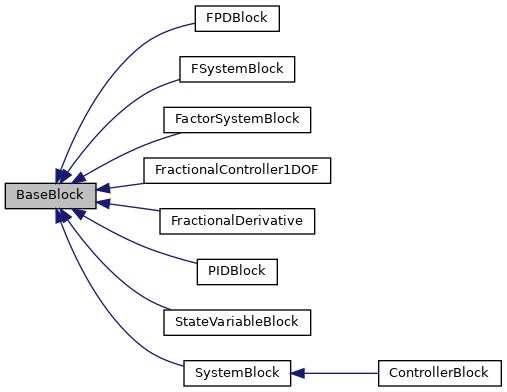 FPDBlock
FSystemBlock
FactorSystemBlock
FractionalController1DOF
BaseBlock
FractionalDerivative
PIDBlock
StateVariableBlock
SystemBlock
ControllerBlock